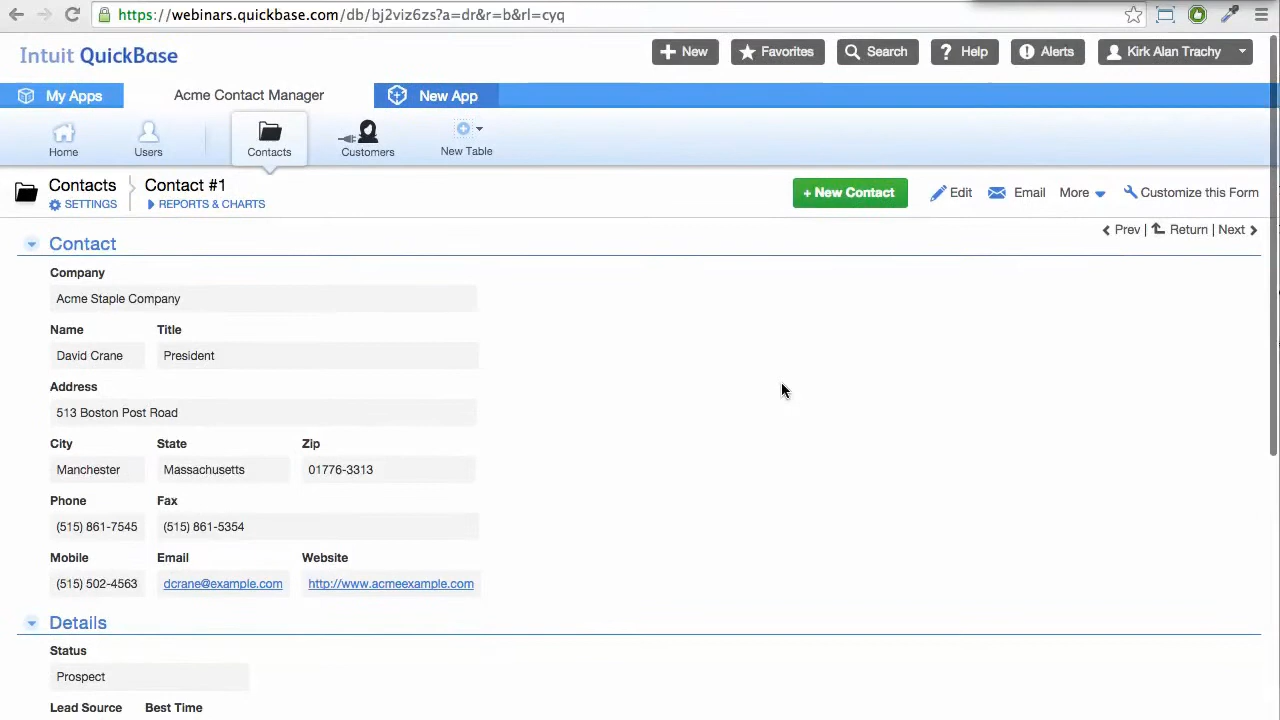 https://webinars.quickbase.com/db/bj2viz6zs?a=dr&r=b&rl=cyq
Intuit QuickBase
New
Favorites
Search
Help
Alerts
Kirk Alan Trachy
My Apps
Acme Contact Manager
New App
Home
Users
Contacts
Customers
New Table
Contacts
SETTINGS
Contact #1
REPORTS & CHARTS
+ New Contact
Edit
Email
More
Customize this Form
Prev | Return | Next
Contact
Company
Acme Staple Company
Name Title
David Crane President
Address
513 Boston Post Road
City State Zip
Manchester Massachusetts 01776-3313
Phone Fax
(515) 861-7545 (515) 861-5354
Mobile Email Website
(515) 502-4563 dcrane@example.com http://www.acmeexample.com
Details
Status
Prospect
Lead Source Best Time